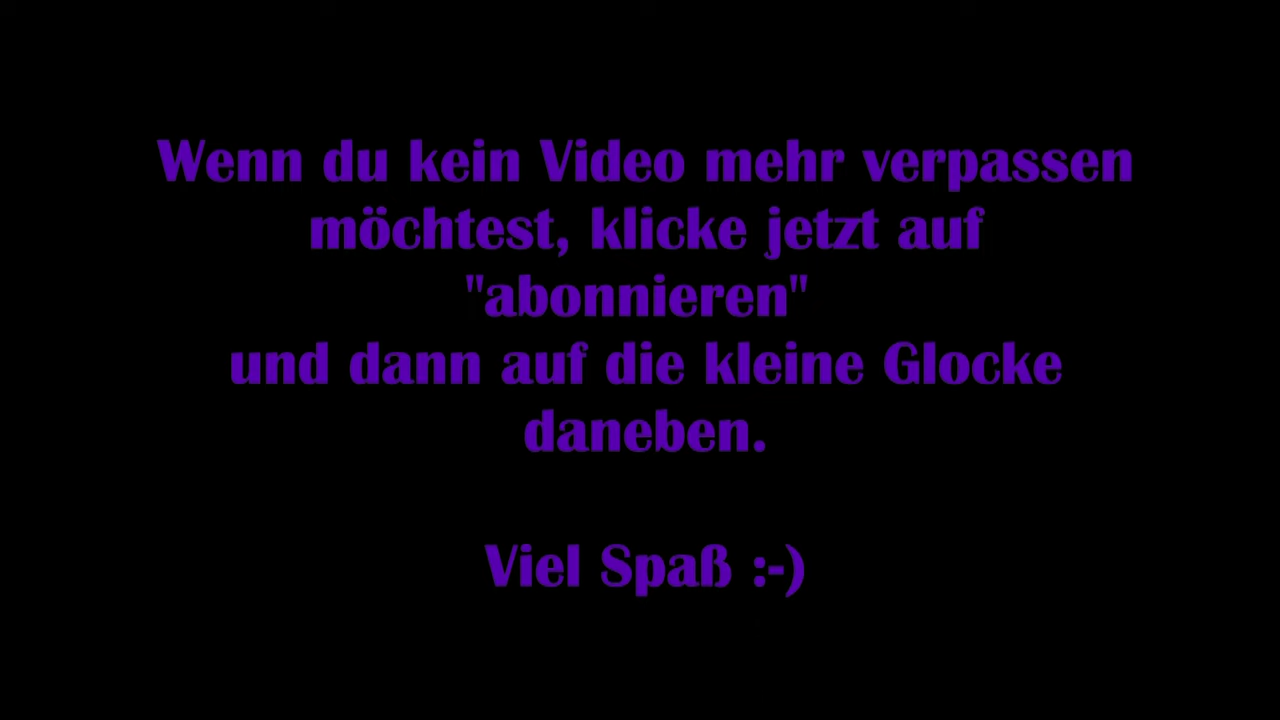 Wenn du kein Video mehr verpassen
möchtest, klicke jetzt auf
"abonnieren"
und dann auf die kleine Glocke
daneben.
Viel Spaß :-)